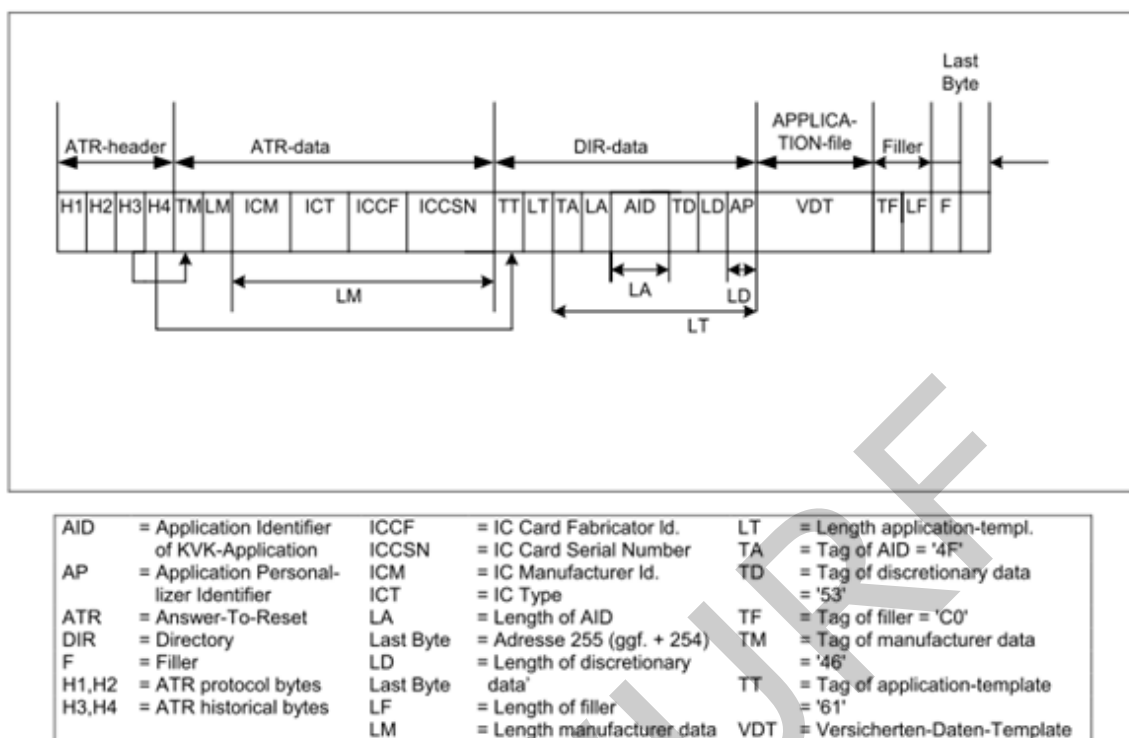 Last
Byte
ATR-header ATR-data DIR-data APPLICA-
TION-file Filler
H1 H2 H3 H4 TM LM ICM ICT ICCF ICCSN TT LT TA LA AID TD LD AP VDT TF LF F
LM LA LD
LT
AID = Application Identifier ICCF = IC Card Fabricator Id. LT = Length application-templ.
of KVK-Application ICCSN = IC Card Serial Number TA = Tag of AID = '4F'
AP = Application Personal- ICM = IC Manufacturer Id. TD = Tag of discretionary data
lizer Identifier ICT = IC Type = '53'
ATR = Answer-To-Reset LA = Length of AID TF = Tag of filler = 'C0'
DIR = Directory Last Byte = Adresse 255 (ggf. + 254) TM = Tag of manufacturer data
F = Filler LD = Length of discretionary = '46'
H1,H2 = ATR protocol bytes Last Byte data' TT = Tag of application-template
H3,H4 = ATR historical bytes LF = Length of filler = '61'
LM = Length manufacturer data VDT = Versicherten-Daten-Template
URF